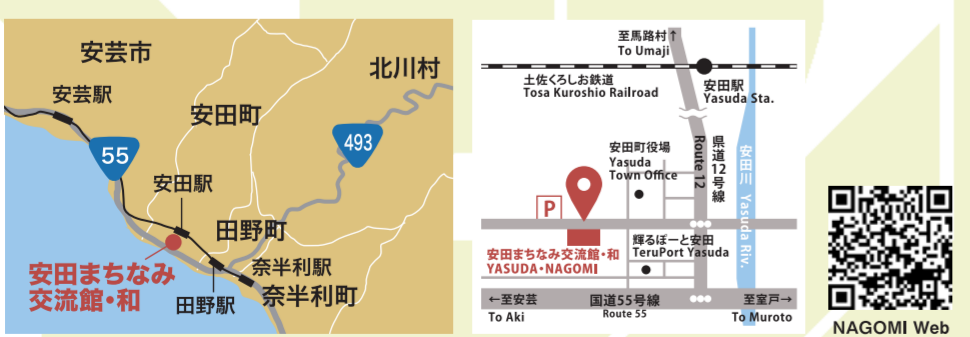 安芸市
北川村
安芸駅
安田町
493
55
安田駅
田野町
安田まちなみ
交流館・和
奈半利駅
田野駅
奈半利町
至馬路村↑
To Umaji
土佐くろしお鉄道
Tosa Kuroshio Railroad
安田駅
Yasuda Sta.
安田町役場
Yasuda
Town Office
Route 12
県道12号線
安田川 Yasuda Riv.
P
安田まちなみ交流館・和
YASUDA・NAGOMI
輝るぽーと安田
TeruPort Yasuda
←至安芸
To Aki
国道55号線
Route 55
至室戸→
To Muroto
NAGOMI Web